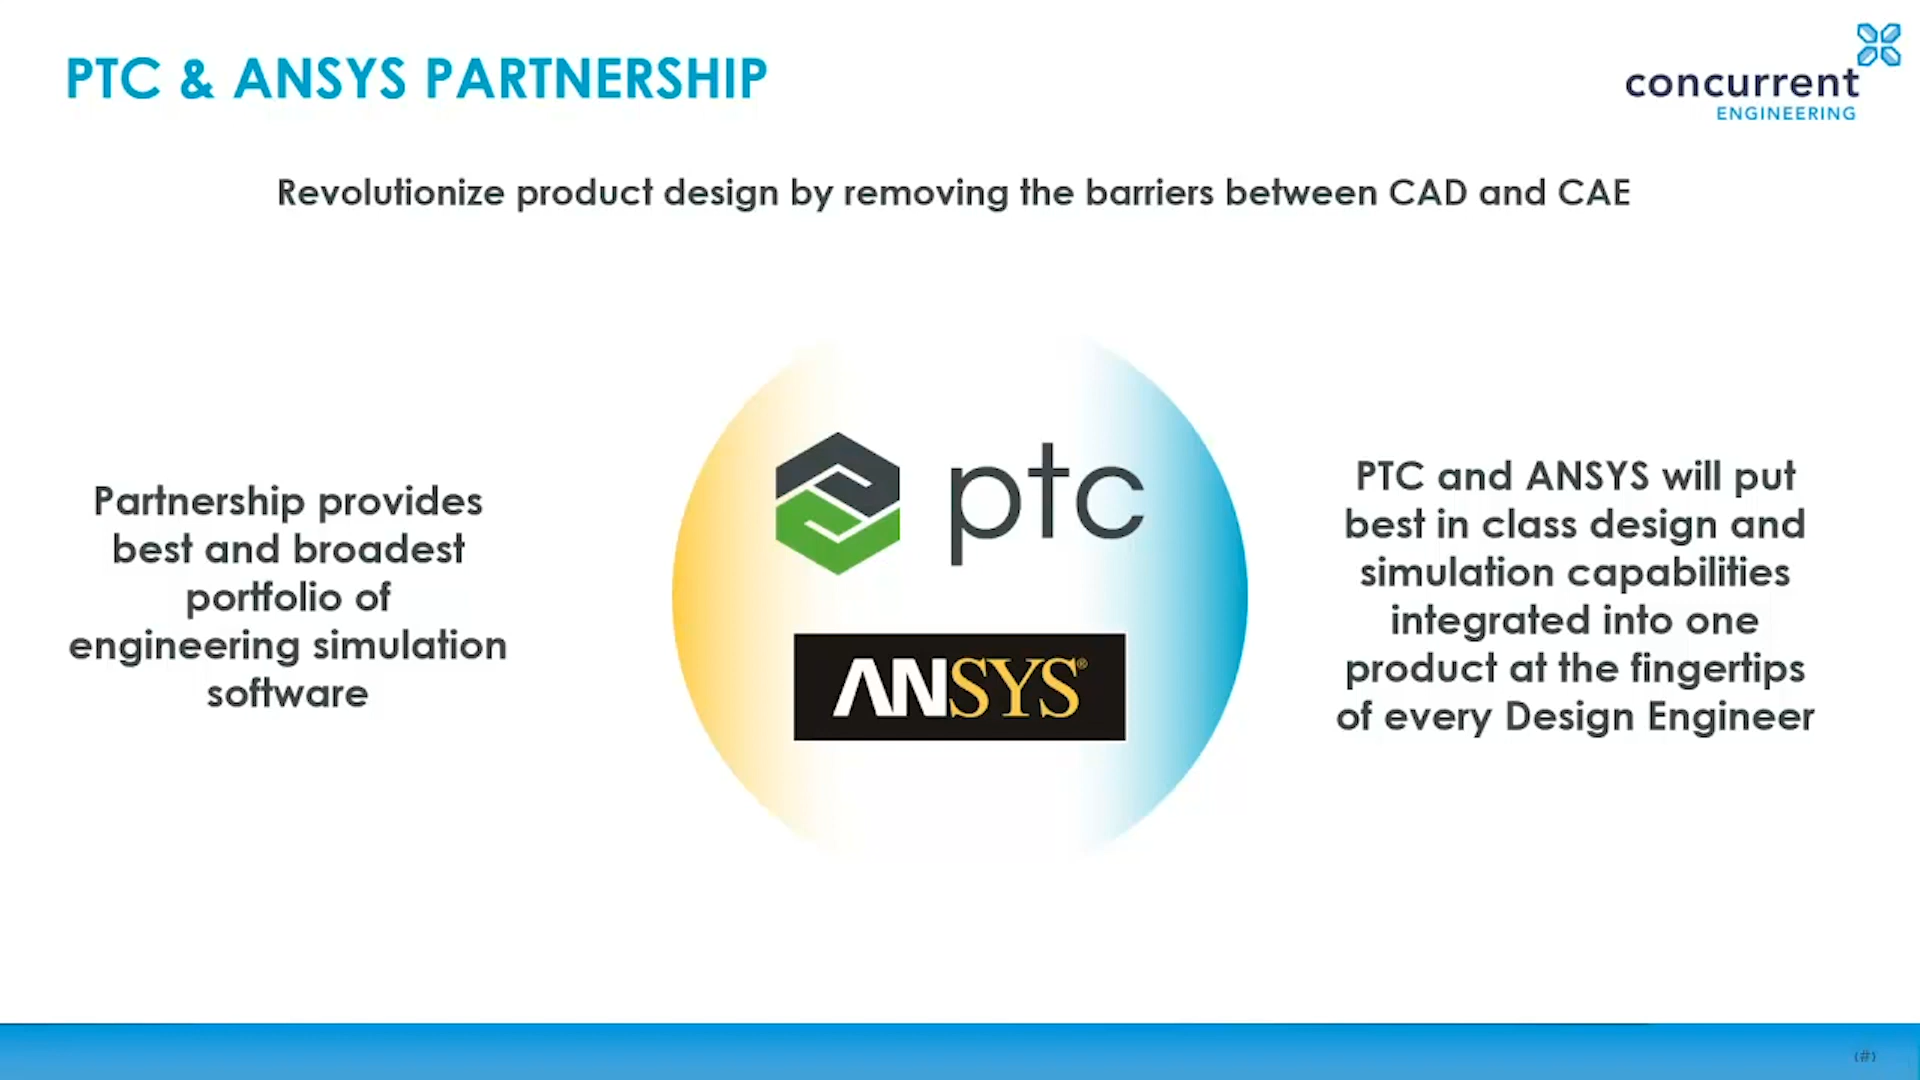 PTC & ANSYS PARTNERSHIP
concurrent
ENGINEERING
Revolutionize product design by removing the barriers between CAD and CAE
Partnership provides
best and broadest
portfolio of
engineering simulation
software
ptc
ANSYS®
PTC and ANSYS will put
best in class design and
simulation capabilities
integrated into one
product at the fingertips
of every Design Engineer
(#)